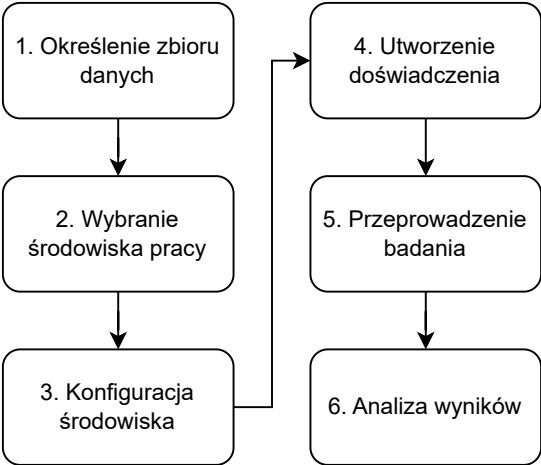 1. Określenie zbioru
danych
2. Wybranie
środowiska pracy
3. Konfiguracja
środowiska
4. Utworzenie
doświadczenia
5. Przeprowadzenie
badania
6. Analiza wyników